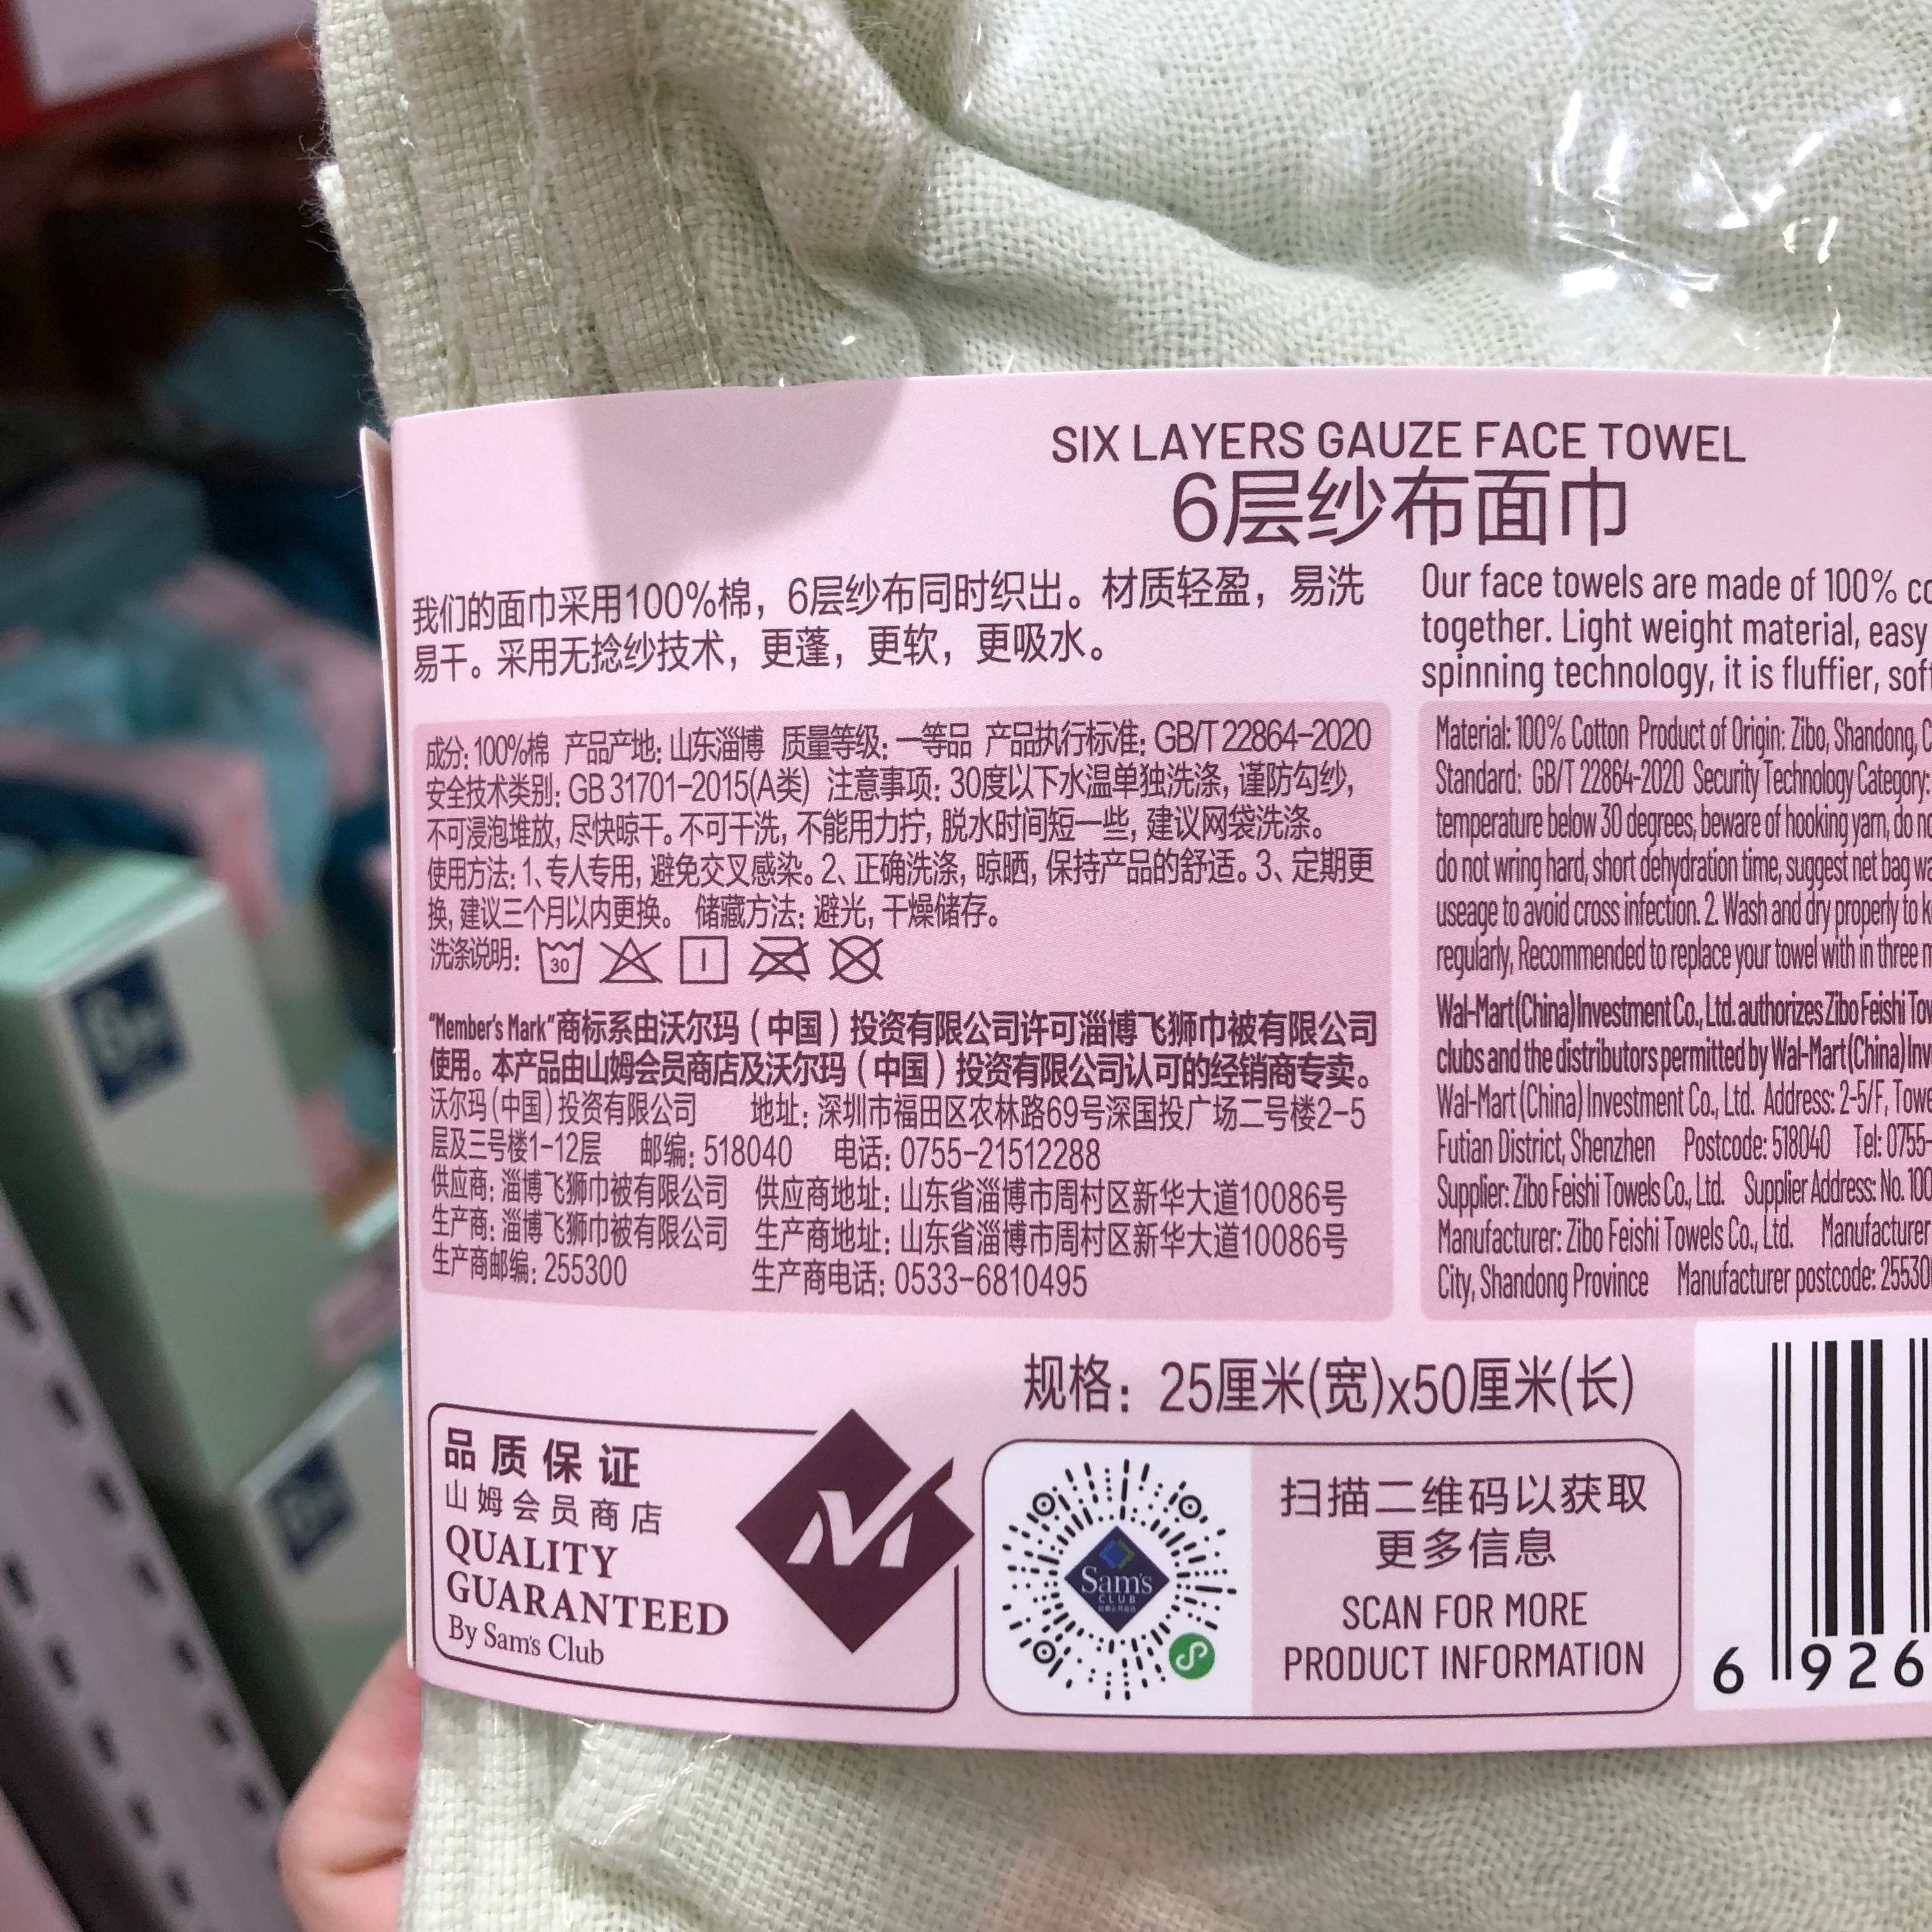 SIX LAYERS GAUZE FACE TOWEL
6层纱布面巾
我们的面巾采用100%棉，6层纱布同时织出。材质轻盈，易洗
易干。采用无捻纱技术，更蓬，更软，更吸水。
成分: 100%棉 产品产地: 山东淄博 质量等级: 一等品 产品执行标准: GB/T 22864-2020
安全技术类别: GB 31701-2015(A类) 注意事项: 30度以下水温单独洗涤, 谨防勾纱,
不可浸泡堆放, 尽快晾干。不可干洗, 不能用力拧, 脱水时间短一些, 建议网袋洗涤。
使用方法: 1、专人专用, 避免交叉感染。2、正确洗涤, 晾晒, 保持产品的舒适。3、定期更
换, 建议三个月以内更换。 储藏方法: 避光, 干燥储存。
洗涤说明: 30
“Member's Mark”商标系由沃尔玛（中国）投资有限公司许可淄博飞狮巾被有限公司
使用。本产品由山姆会员商店及沃尔玛（中国）投资有限公司认可的经销商专卖。
沃尔玛(中国)投资有限公司 地址: 深圳市福田区农林路69号深国投广场二号楼2-5
层及三号楼1-12层 邮编: 518040 电话: 0755-21512288
供应商: 淄博飞狮巾被有限公司 供应商地址: 山东省淄博市周村区新华大道10086号
生产商: 淄博飞狮巾被有限公司 生产商地址: 山东省淄博市周村区新华大道10086号
生产商邮编: 255300 生产商电话: 0533-6810495
Our face towels are made of 100%
together. Light weight material, easy
spinning technology, it is fluffier,
Material: 100% Cotton Product of Origin: Zibo, Shandong,
Standard: GB/T 22864-2020 Security Technology Category:
temperature below 30 degrees, beware of hooking yarn, do
do not wring hard, short dehydration time, suggest net bag
useage to avoid cross infection. 2. Wash and dry properly to
regularly, Recommended to replace your towel with in three
Wal-Mart (China) Investment Co., Ltd. authorizes Zibo Feishi
clubs and the distributors permitted by Wal-Mart (China)
Wal-Mart (China) Investment Co., Ltd. Address: 2-5/F,
Futian District, Shenzhen Postcode: 518040 Tel: 0755-
Supplier: Zibo Feishi Towels Co., Ltd. Supplier Address: No.
Manufacturer: Zibo Feishi Towels Co., Ltd. Manufacturer
City, Shandong Province Manufacturer postcode:
规格：25厘米(宽)x50厘米(长)
品质保证
山姆会员商店
QUALITY
GUARANTEED
By Sam's Club
Sam's
CLUB
扫描二维码以获取
更多信息
SCAN FOR MORE
PRODUCT INFORMATION
6 926